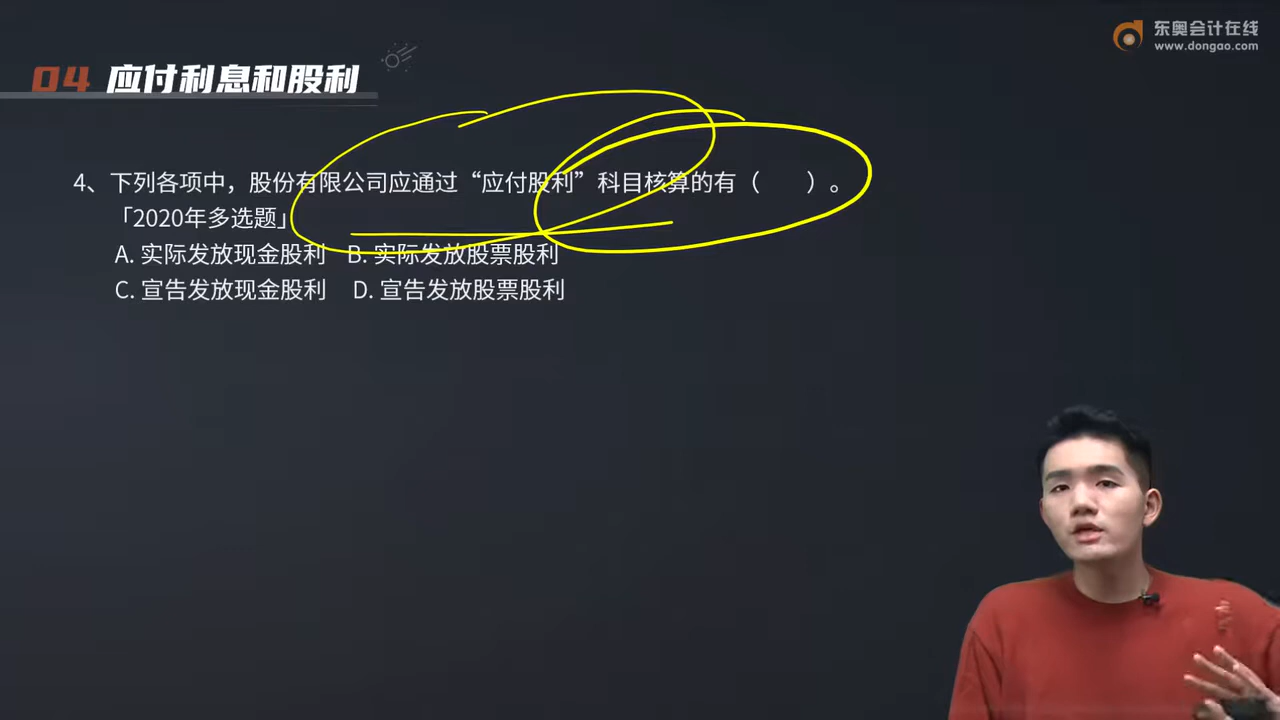 东奥会计在线
www.dongao.com
04 应付利息和股利
4、下列各项中，股份有限公司应通过“应付股利”科目核算的有（　　）。
「2020年多选题」
A. 实际发放现金股利　B. 实际发放股票股利
C. 宣告发放现金股利　D. 宣告发放股票股利